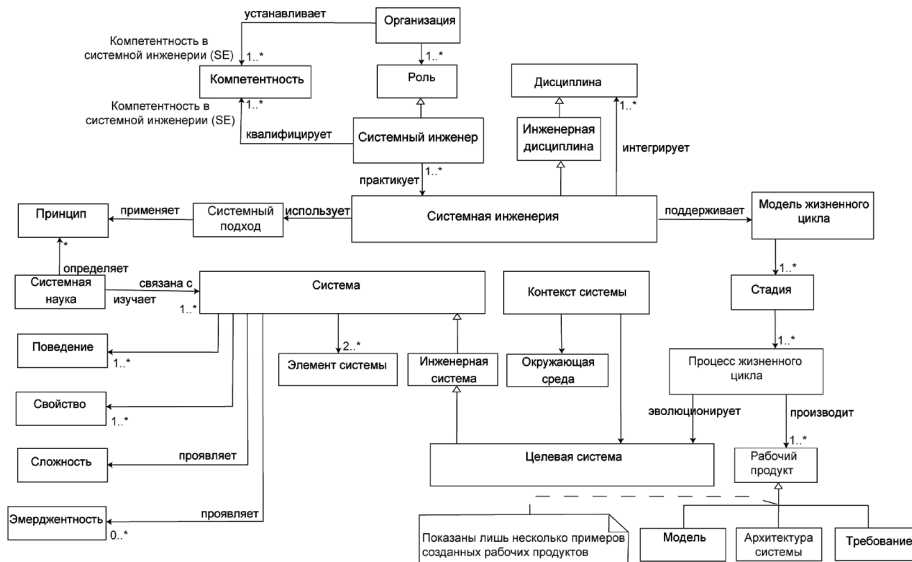 устанавливает
Организация
Компетентность в
системной инженерии (SE)
1..*
1..*
Компетентность
Роль
Дисциплина
1..*
1..*
Компетентность в
системной инженерии (SE)
квалифицирует
Системный инженер
Инженерная
дисциплина
интегрирует
практикует
1..*
Принцип
применяет
Системный
подход
использует
Системная инженерия
поддерживает
Модель жизненного
цикла
*
определяет
Системная
наука
связана с
изучает
1..*
Система
Контекст системы
1..*
Стадия
Поведение
1..*
2..*
Элемент системы
Инженерная
система
Окружающая
среда
1..*
Процесс жизненного
цикла
Свойство
1..*
эволюционирует
производит
1..*
Сложность
проявляет
Целевая система
Рабочий
продукт
Эмерджентность
0..*
проявляет
Показаны лишь несколько примеров
созданных рабочих продуктов
Модель
Архитектура
системы
Требование